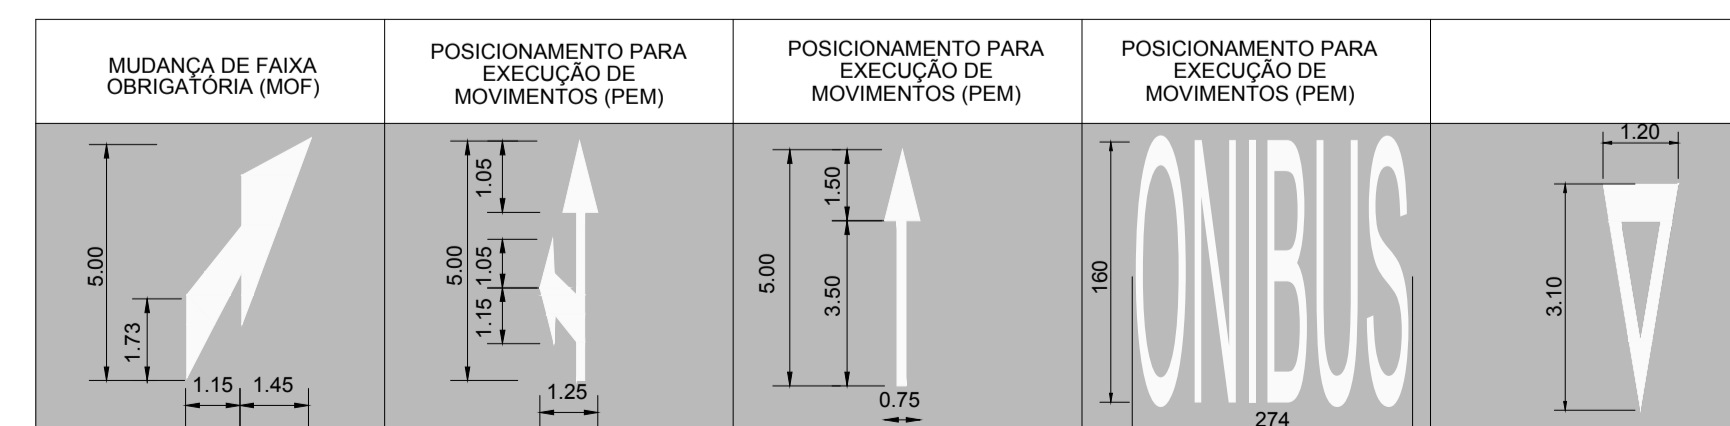 MUDANÇA DE FAIXA
OBRIGATÓRIA (MOF)
POSICIONAMENTO PARA
EXECUÇÃO DE
MOVIMENTOS (PEM)
POSICIONAMENTO PARA
EXECUÇÃO DE
MOVIMENTOS (PEM)
POSICIONAMENTO PARA
EXECUÇÃO DE
MOVIMENTOS (PEM)
5.00
1.73
1.15
1.45
5.00
1.05
1.05
1.15
1.25
5.00
1.50
3.50
0.75
160
ONIBUS
274
1.20
3.10